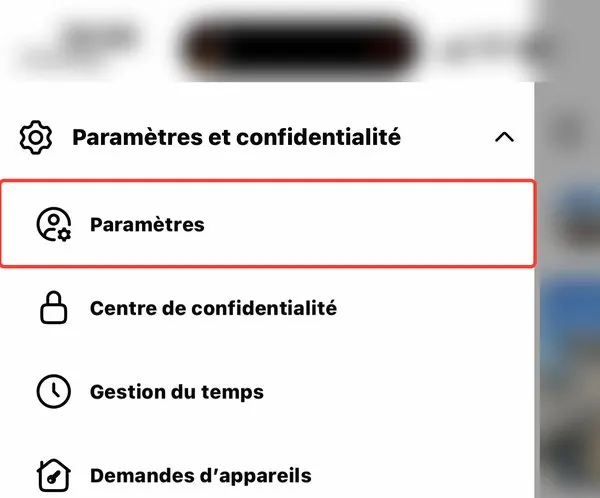 Paramètres et confidentialité
Paramètres
Centre de confidentialité
Gestion du temps
Demandes d’appareils